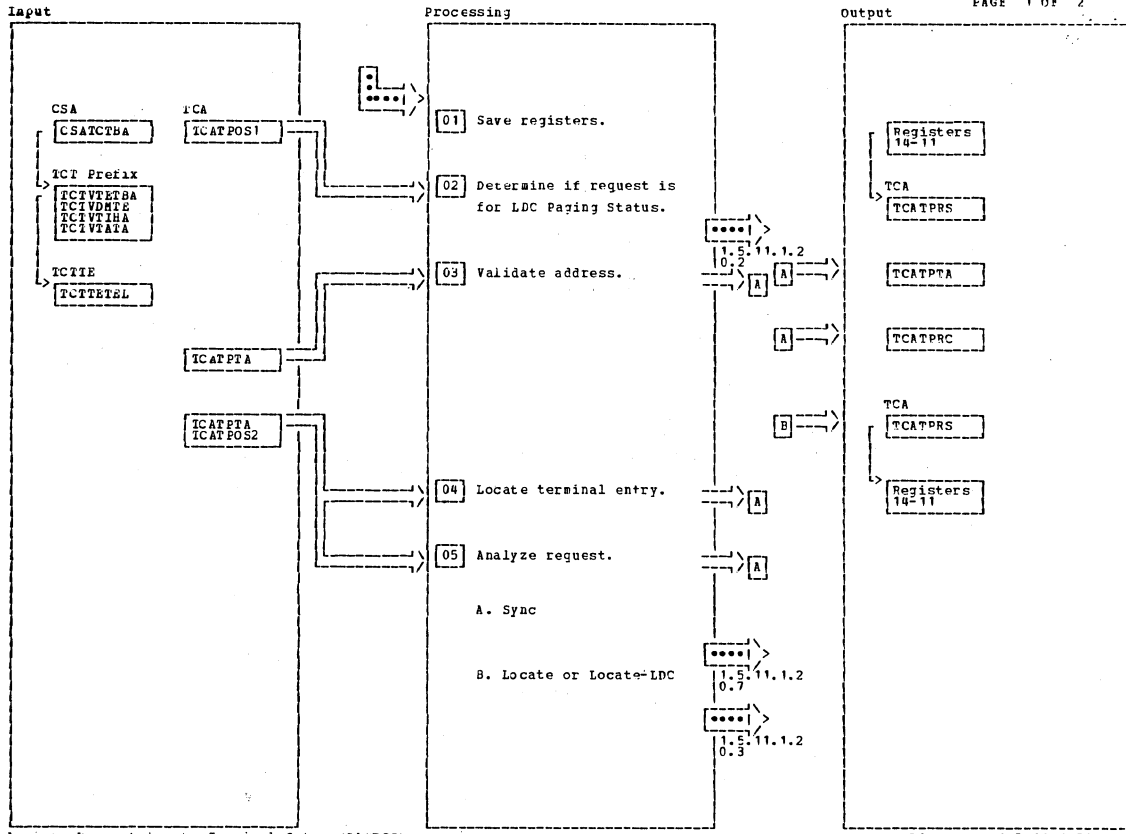 PAGE 1 OF 2
Input
Processing
Output
CSA
CSATCTBA
TCA
TCATPOS1
TCT Prefix
TCTVTETBA
TCTVDMTE
TCTVTIHA
TCTVTATA
TCTTE
TCTTETEL
TCATPTA
TCATPTA
TCATPOS2
01 Save registers.
02 Determine if request is
for LDC Paging Status.
1.5.11.1.2
0.2
03 Validate address.
A
04 Locate terminal entry.
A
05 Analyze request.
A
A. Sync
1.5.11.1.2
0.7
B. Locate or Locate-LDC
1.5.11.1.2
0.3
Registers
14-11
TCA
TCATPRS
A
TCATPTA
A
TCATPRC
B
TCA
TCATPRS
Registers
14-11